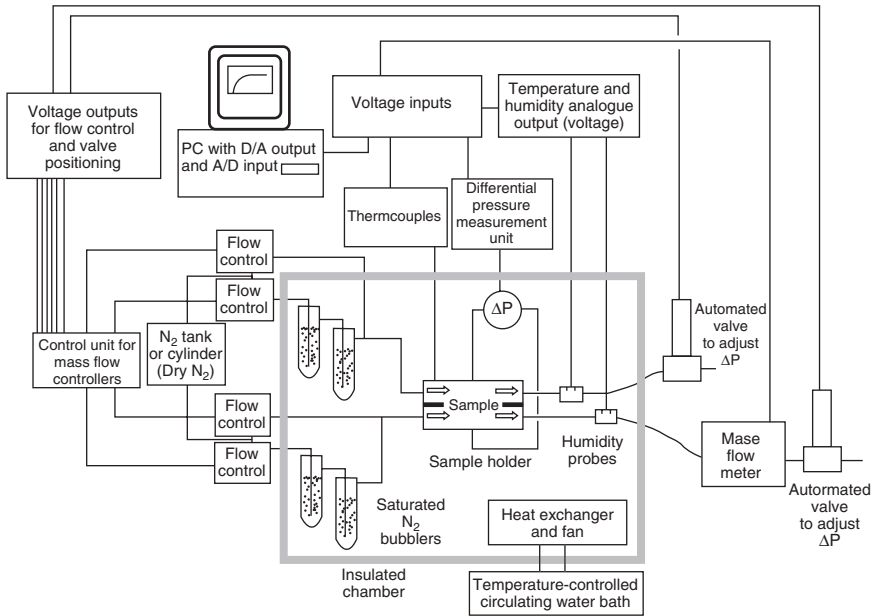 Voltage outputs
for flow control
and valve
positioning
PC with D/A output
and A/D input
Voltage inputs
Temperature and
humidity analogue
output (voltage)
Thermcouples
Differential
pressure
measurement
unit
Flow
control
Flow
control
Control unit for
mass flow
controllers
N₂ tank
or cylinder
(Dry N₂)
Flow
control
Flow
control
ΔP
Automated
valve
to adjust
ΔP
Sample
Sample holder
Humidity
probes
Mase
flow
meter
Autormated
valve
to adjust
ΔP
Saturated
N₂
bubblers
Heat exchanger
and fan
Insulated
chamber
Temperature-controlled
circulating water bath